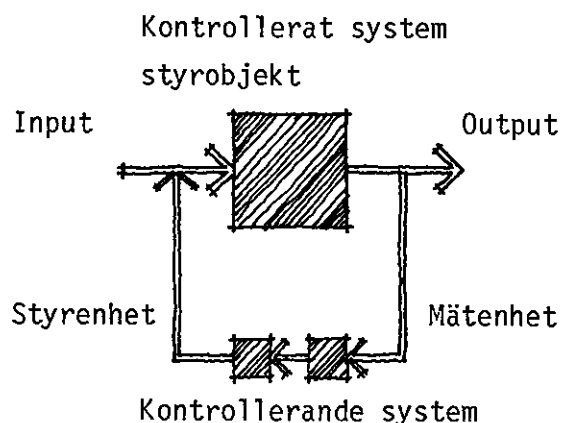 Kontrollerat system
styrobjekt
Input
Output
Styrenhet
Mätenhet
Kontrollerande system